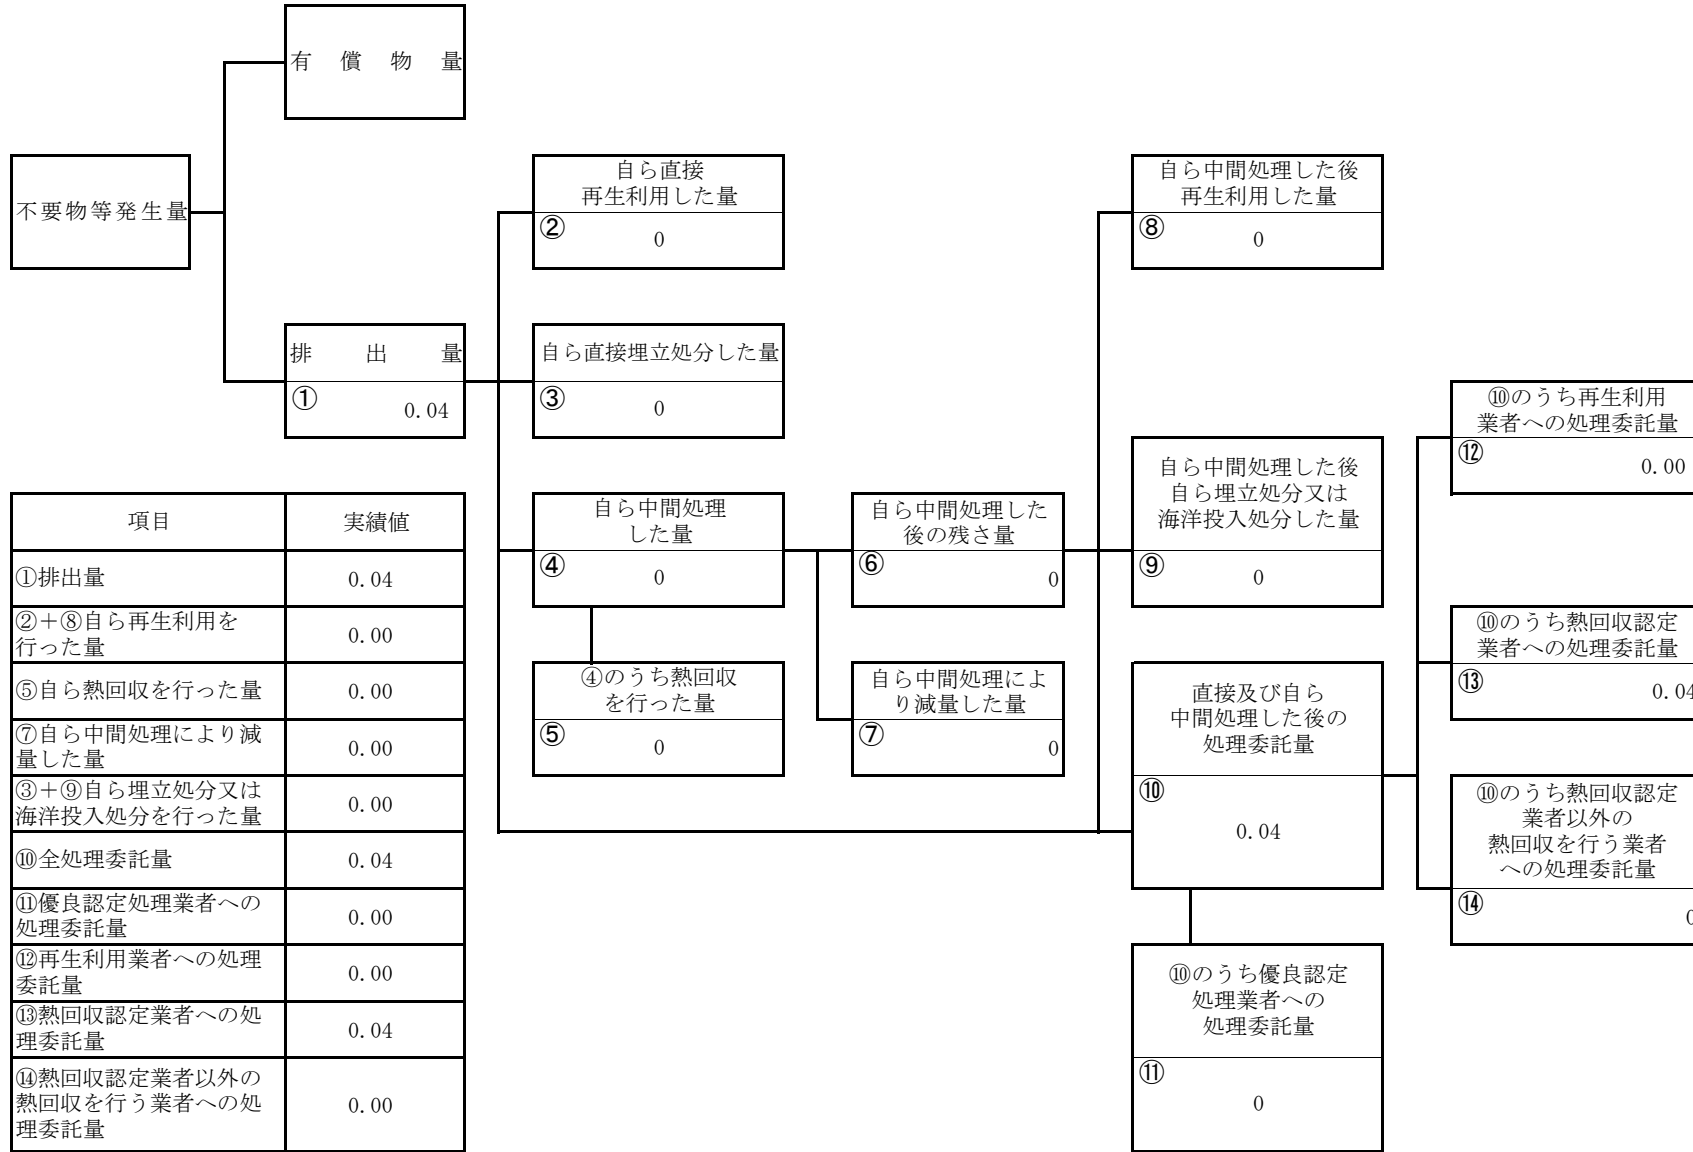 有償物量
不要物等発生量
自ら直接
再生利用した量
②
0
自ら中間処理した後
再生利用した量
⑧
0
排出量
①
0.04
自ら直接埋立処分した量
③
0
⑩のうち再生利用
業者への処理委託量
⑫
0.00
自ら中間処理した後
自ら埋立処分又は
海洋投入処分した量
⑨
0
自ら中間処理
した量
④
0
自ら中間処理した
後の残さ量
⑥
0
⑩のうち熱回収認定
業者への処理委託量
⑬
0.04
④のうち熱回収
を行った量
⑤
0
自ら中間処理によ
り減量した量
⑦
0
直接及び自ら
中間処理した後の
処理委託量
⑩
0.04
⑩のうち熱回収認定
業者以外の
熱回収を行う業者
への処理委託量
⑭
0
⑩のうち優良認定
処理業者への
処理委託量
⑪
0
項目 実績値
①排出量 0.04
②+⑧自ら再生利用を
行った量 0.00
⑤自ら熱回収を行った量 0.00
⑦自ら中間処理により減
量した量 0.00
③+⑨自ら埋立処分又は
海洋投入処分を行った量 0.00
⑩全処理委託量 0.04
⑪優良認定処理業者への
処理委託量 0.00
⑫再生利用業者への処理
委託量 0.00
⑬熱回収認定業者への処
理委託量 0.04
⑭熱回収認定業者以外の
熱回収を行う業者への処
理委託量 0.00